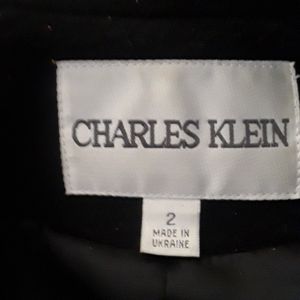 CHARLES KLEIN
2
MADE IN
UKRAINE